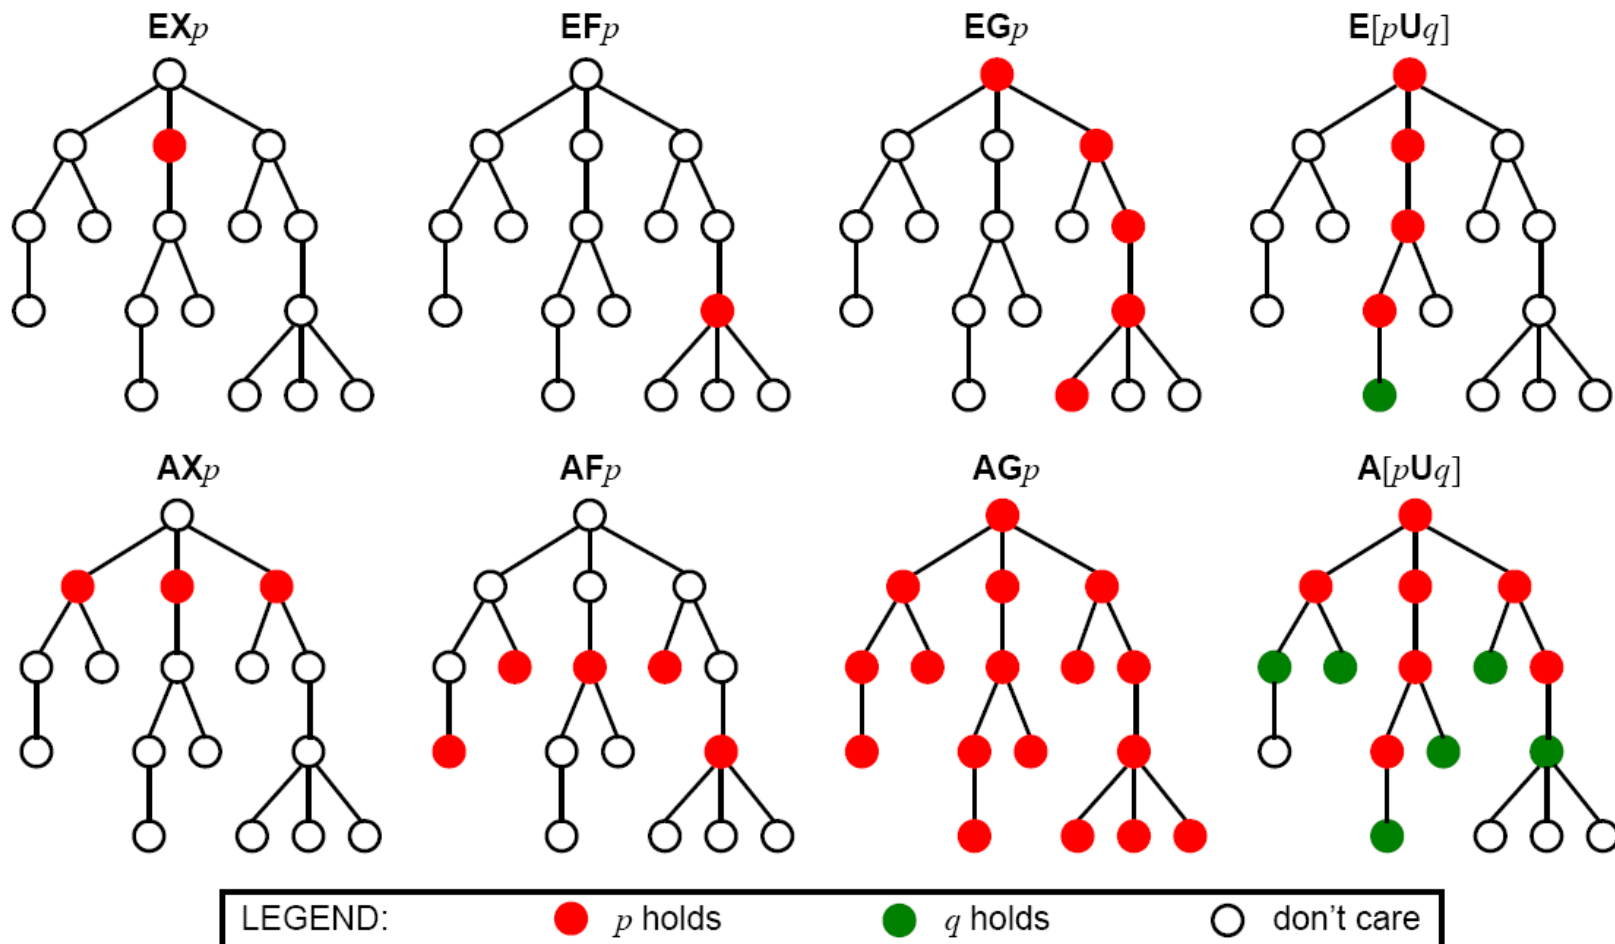 EXp EFp EGp E[pUq]
AXp AFp AGp A[pUq]
LEGEND: p holds q holds don't care